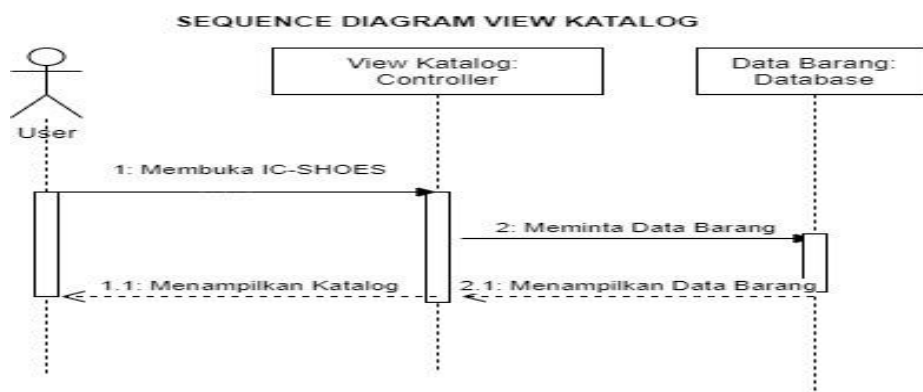 SEQUENCE DIAGRAM VIEW KATALOG
View Katalog:
Controller
Data Barang:
Database
User
1: Membuka IC-SHOES
2: Meminta Data Barang
1.1: Menampilkan Katalog
2.1: Menampilkan Data Barang